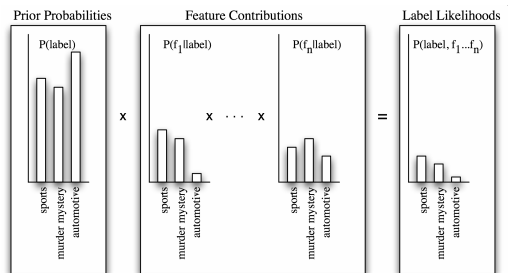 Prior Probabilities
Feature Contributions
Label Likelihoods
P(label)
P(f1|label)
P(fn|label)
P(label, f1...fn)
x
x . . . x
=
sports
murder mystery
automotive
sports
murder mystery
automotive
sports
murder mystery
automotive
sports
murder mystery
automotive